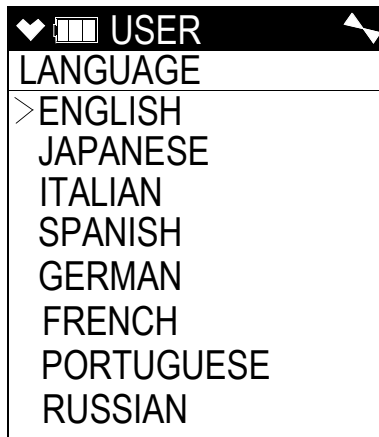 USER
LANGUAGE
>ENGLISH
JAPANESE
ITALIAN
SPANISH
GERMAN
FRENCH
PORTUGUESE
RUSSIAN